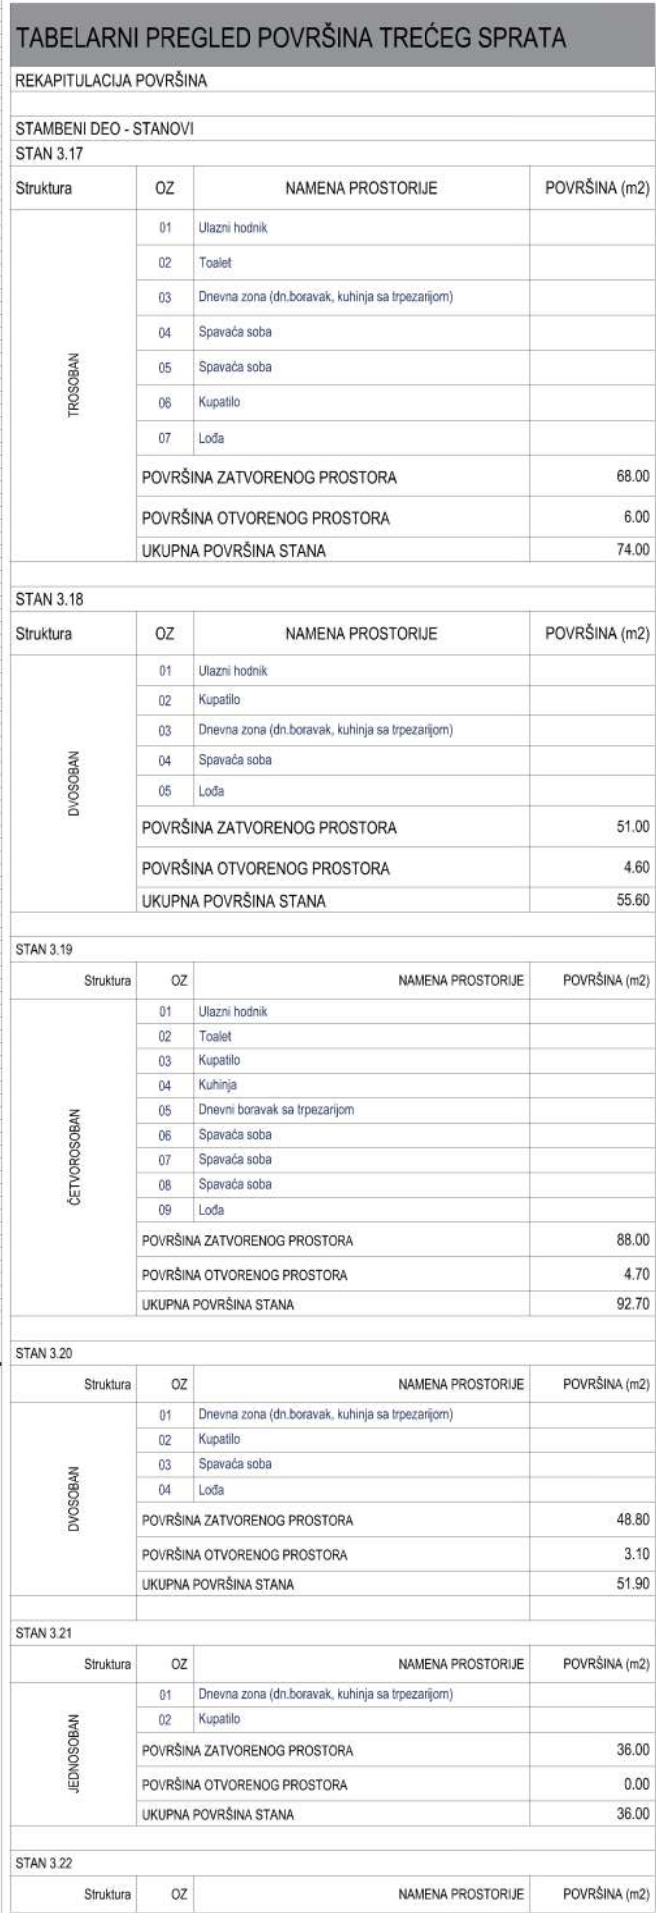 TABELARNI PREGLED POVRŠINA TREĆEG SPRATA
REKAPITULACIJA POVRŠINA
STAMBENI DEO - STANOVI
STAN 3.17
Struktura OZ NAMENA PROSTORIJE POVRŠINA (m2)
TROSOBAN
01 Ulazni hodnik
02 Toalet
03 Dnevna zona (dn.boravak, kuhinja sa trpezarijom)
04 Spavaća soba
05 Spavaća soba
06 Kupatilo
07 Lođa
POVRŠINA ZATVORENOG PROSTORA 68.00
POVRŠINA OTVORENOG PROSTORA 6.00
UKUPNA POVRŠINA STANA 74.00
STAN 3.18
Struktura OZ NAMENA PROSTORIJE POVRŠINA (m2)
DVOSOBAN
01 Ulazni hodnik
02 Kupatilo
03 Dnevna zona (dn.boravak, kuhinja sa trpezarijom)
04 Spavaća soba
05 Lođa
POVRŠINA ZATVORENOG PROSTORA 51.00
POVRŠINA OTVORENOG PROSTORA 4.60
UKUPNA POVRŠINA STANA 55.60
STAN 3.19
Struktura OZ NAMENA PROSTORIJE POVRŠINA (m2)
ČETVOROSOBAN
01 Ulazni hodnik
02 Toalet
03 Kupatilo
04 Kuhinja
05 Dnevni boravak sa trpezarijom
06 Spavaća soba
07 Spavaća soba
08 Spavaća soba
09 Lođa
POVRŠINA ZATVORENOG PROSTORA 88.00
POVRŠINA OTVORENOG PROSTORA 4.70
UKUPNA POVRŠINA STANA 92.70
STAN 3.20
Struktura OZ NAMENA PROSTORIJE POVRŠINA (m2)
DVOSOBAN
01 Dnevna zona (dn.boravak, kuhinja sa trpezarijom)
02 Kupatilo
03 Spavaća soba
04 Lođa
POVRŠINA ZATVORENOG PROSTORA 48.80
POVRŠINA OTVORENOG PROSTORA 3.10
UKUPNA POVRŠINA STANA 51.90
STAN 3.21
Struktura OZ NAMENA PROSTORIJE POVRŠINA (m2)
JEDNOSOBAN
01 Dnevna zona (dn.boravak, kuhinja sa trpezarijom)
02 Kupatilo
POVRŠINA ZATVORENOG PROSTORA 36.00
POVRŠINA OTVORENOG PROSTORA 0.00
UKUPNA POVRŠINA STANA 36.00
STAN 3.22
Struktura OZ NAMENA PROSTORIJE POVRŠINA (m2)